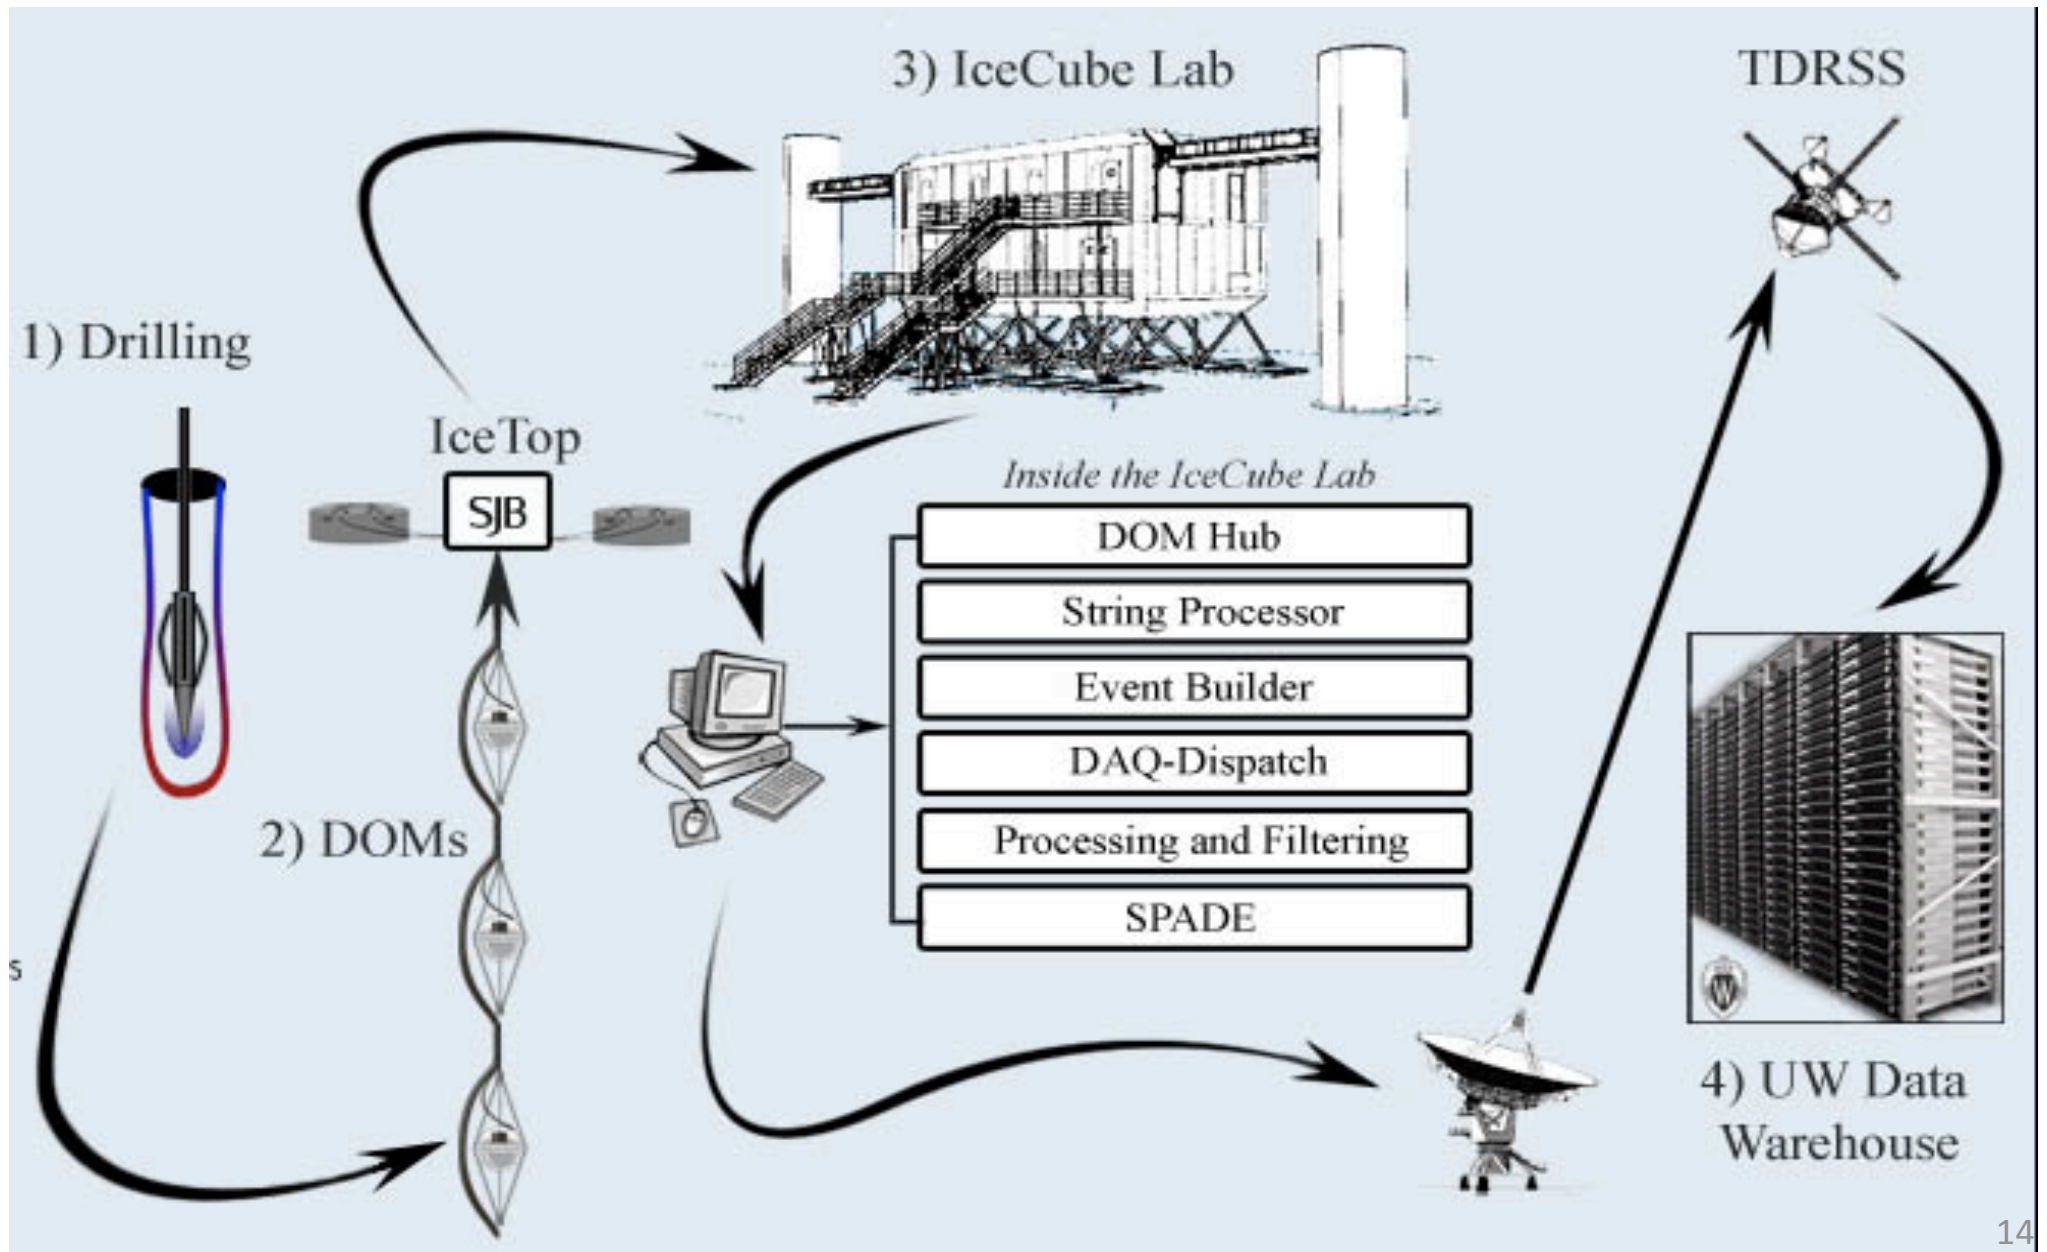 3) IceCube Lab
TDRSS
1) Drilling
IceTop
SJB
Inside the IceCube Lab
DOM Hub
String Processor
Event Builder
DAQ-Dispatch
Processing and Filtering
SPADE
2) DOMs
s
W
4) UW Data
Warehouse
14